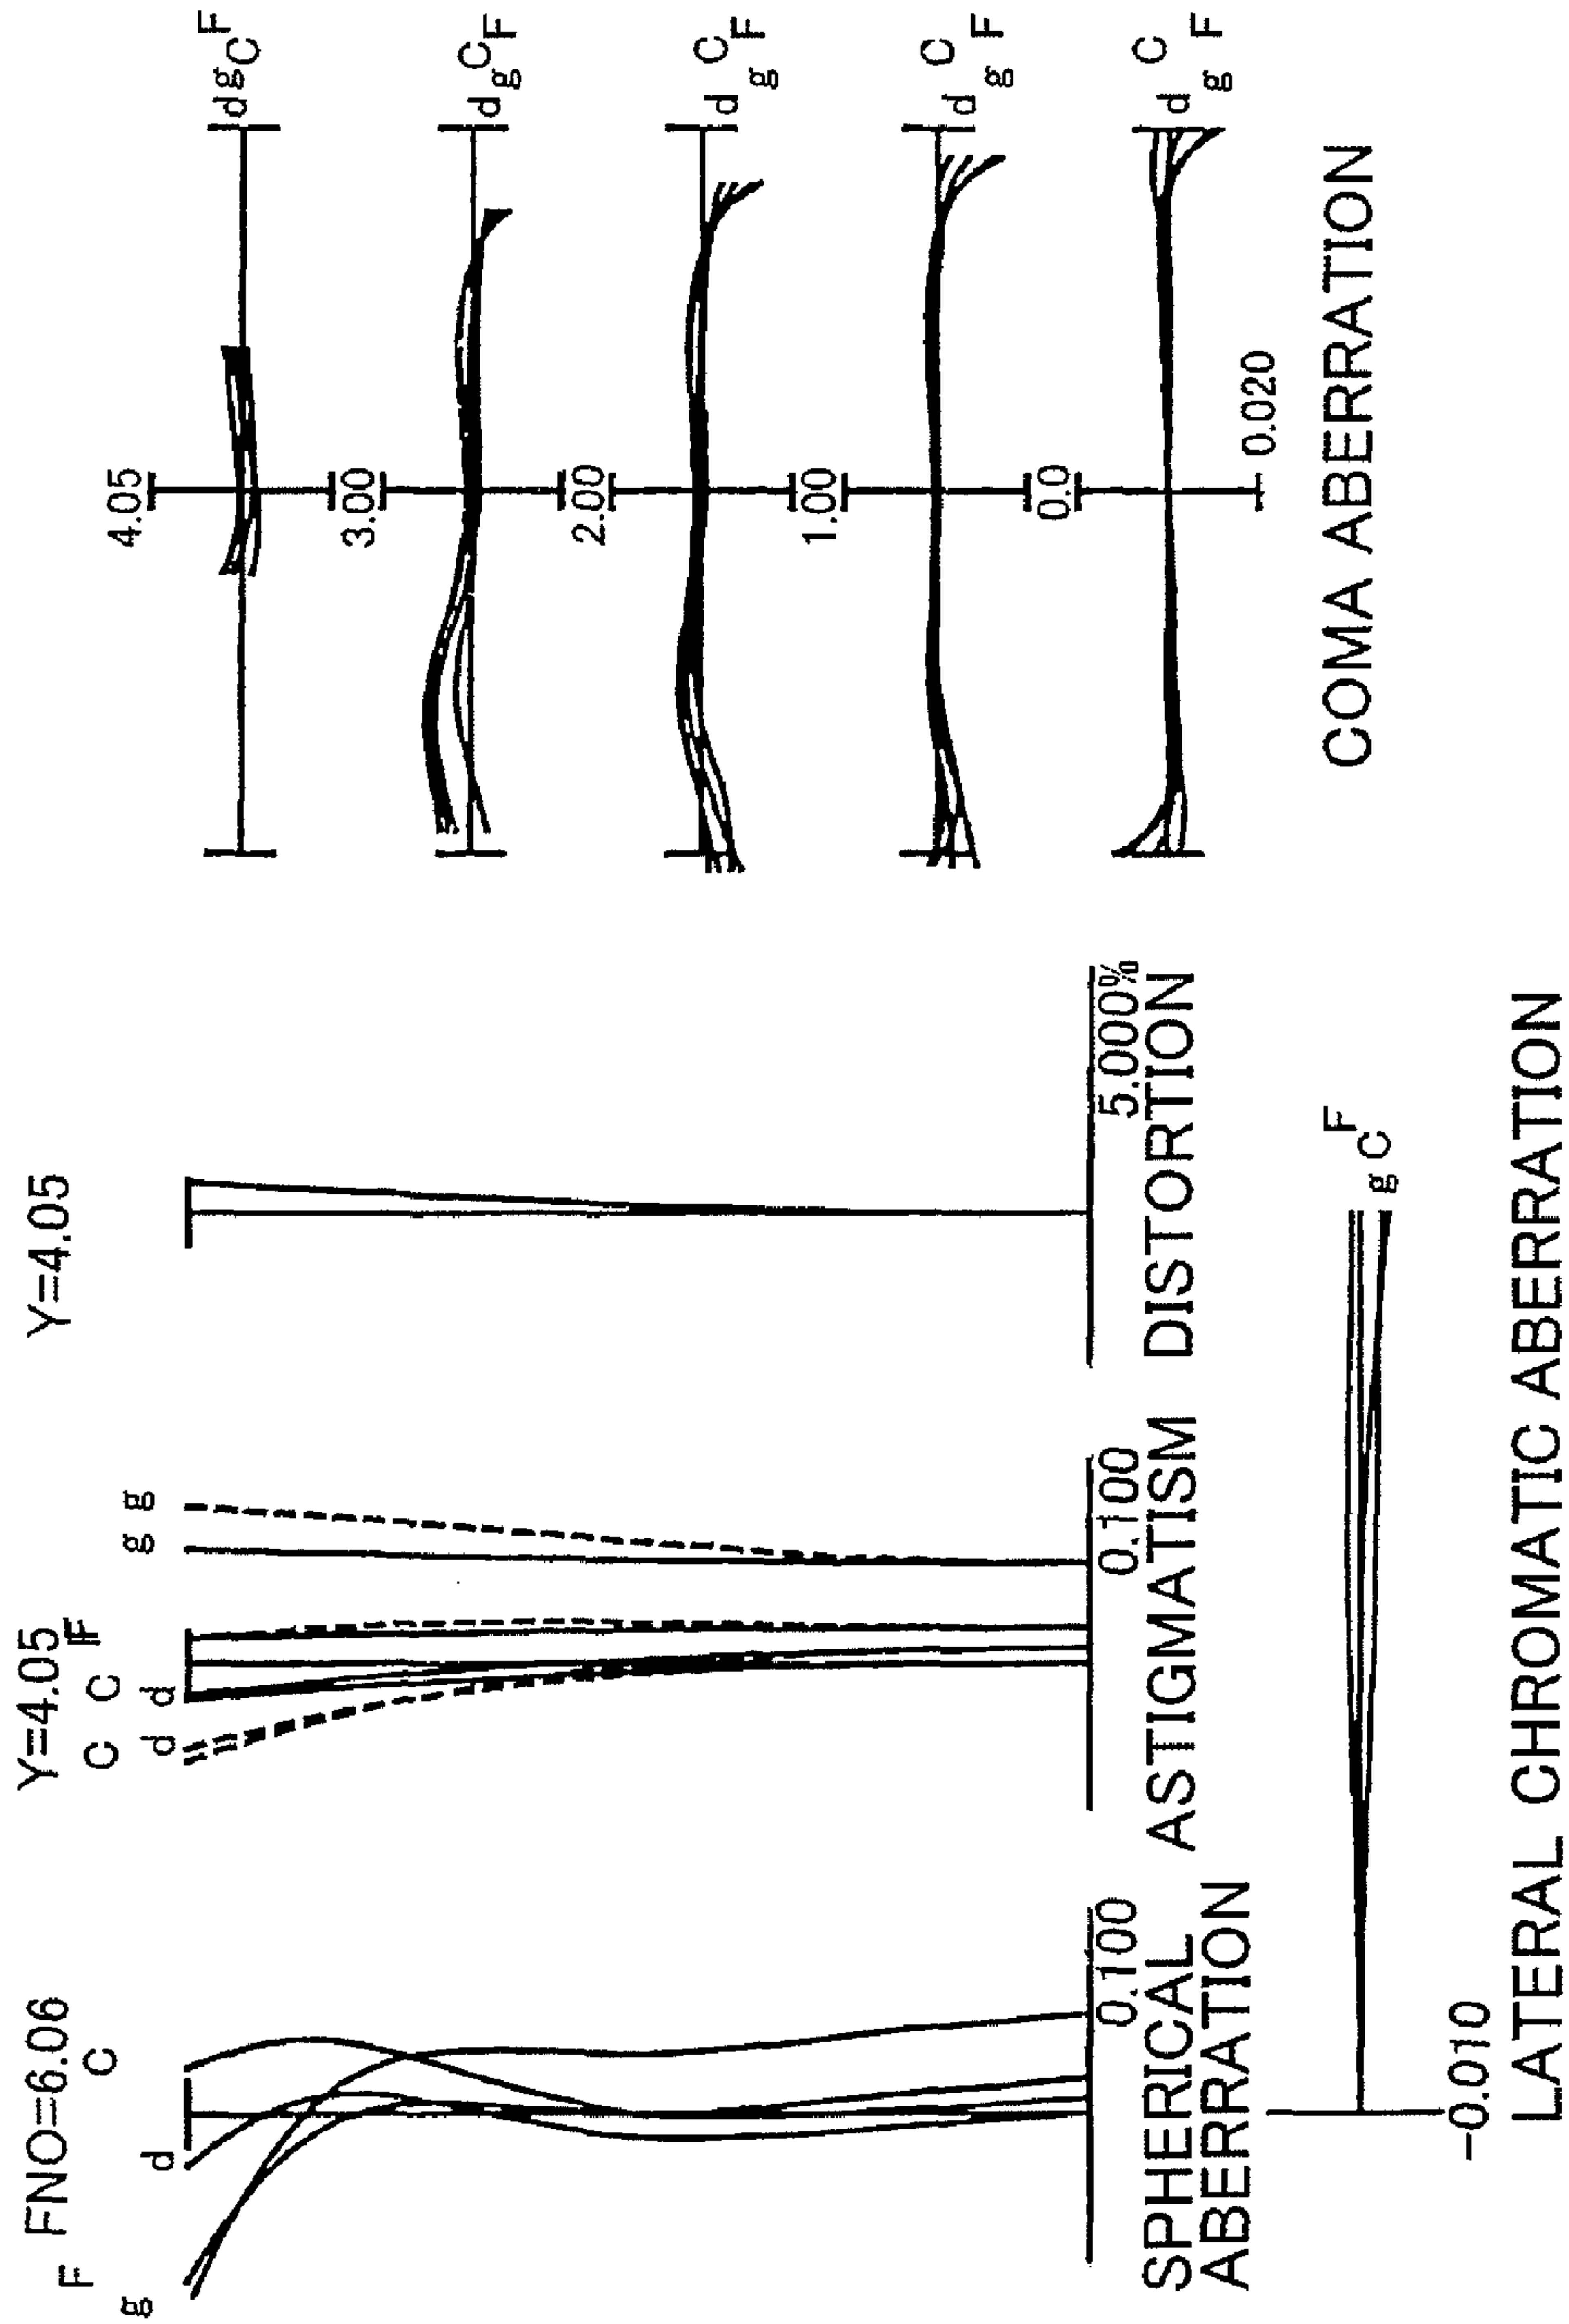 FNO=6.06
F
g
d
C
0.100
SPHERICAL
ABERRATION
Y=4.05
C
d
C
d
F
F
g
g
0.100
ASTIGMATISM
Y=4.05
5.000%
DISTORTION
4.05
d
g
C
F
3.00
d
g
C
F
2.00
d
g
C
F
1.00
d
g
C
F
0.0
d
g
C
F
0.020
COMA ABERRATION
F
C
g
-0.010
LATERAL CHROMATIC ABERRATION